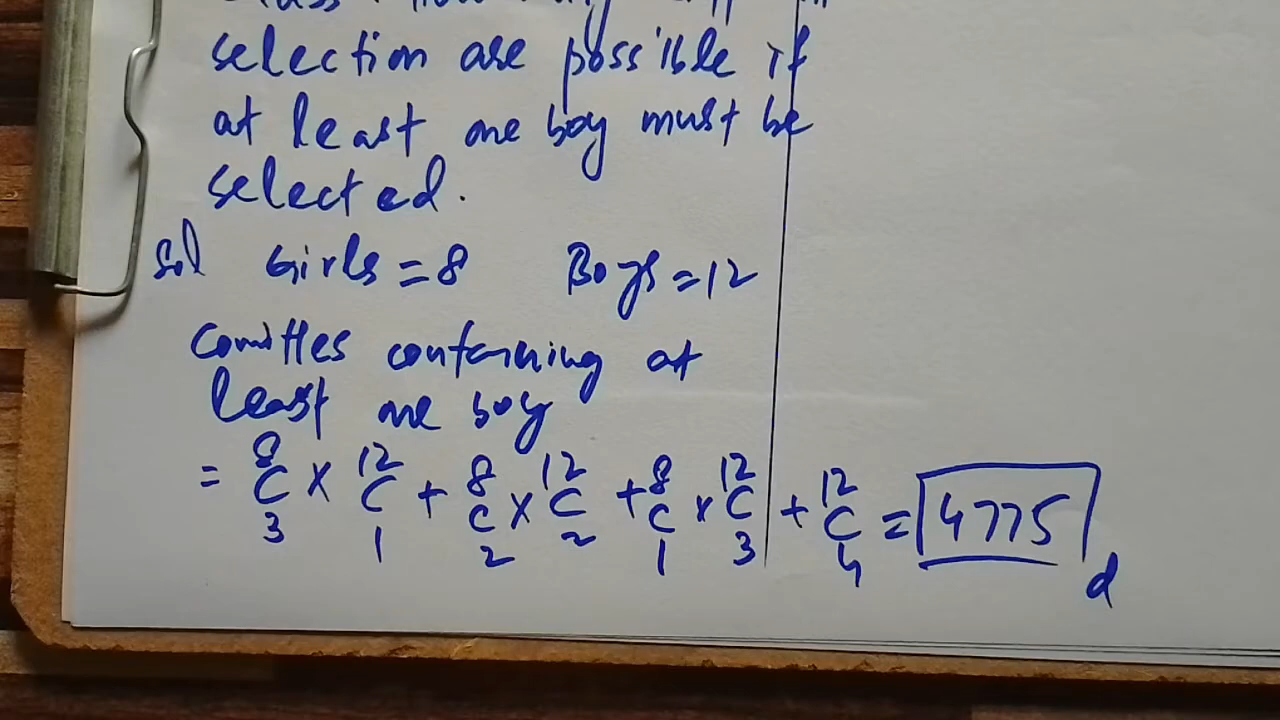 selection are possible if
at least one boy must be
selected.
Sol Girls = 8 Boys = 12
Committes containing at
least one boy
= ⁸C₃ × ¹²C₁ + ⁸C₂ × ¹²C₂ + ⁸C₁ × ¹²C₃ + ¹²C₄ = 4775 d